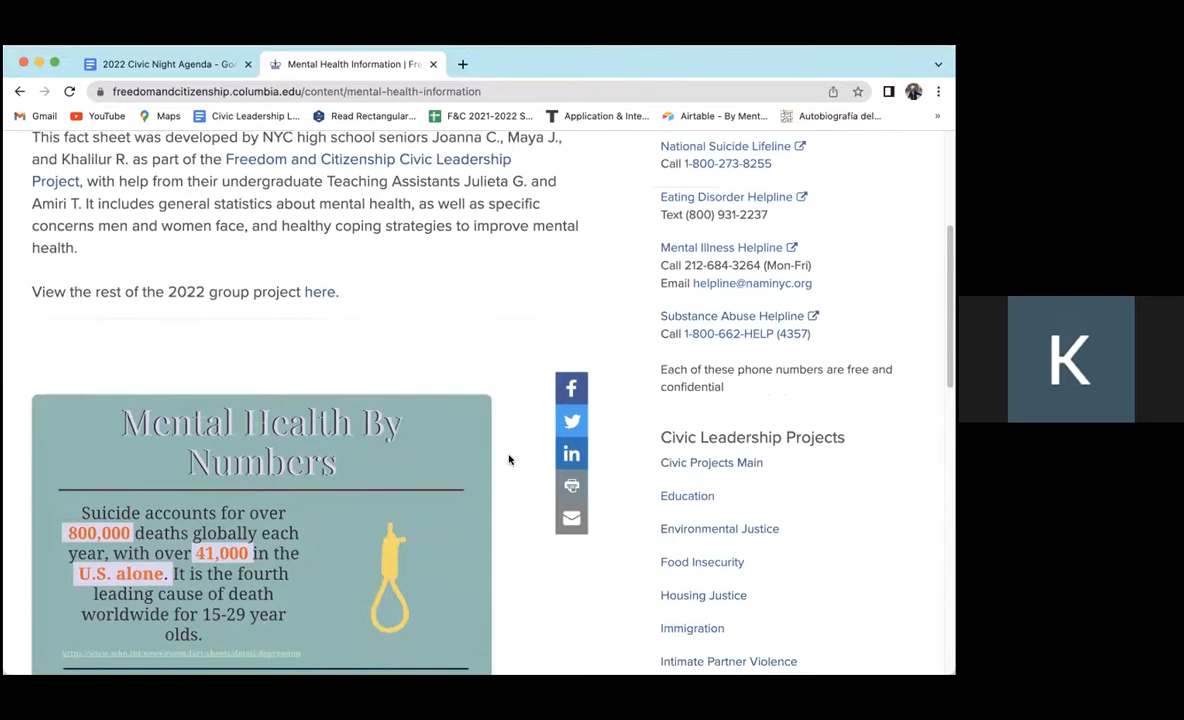 2022 Civic Night Agenda - Go
Mental Health Information | Fr
freedomandcitizenship.columbia.edu/content/mental-health-information
Gmail
YouTube
Maps
Civic Leadership L...
Read Rectangular...
F&C 2021-2022 S...
Application & Inte...
Airtable - By Ment...
Autobiografía del...
»
This fact sheet was developed by NYC high school seniors Joanna C., Maya J.,
and Khalilur R. as part of the Freedom and Citizenship Civic Leadership
Project, with help from their undergraduate Teaching Assistants Julieta G. and
Amiri T. It includes general statistics about mental health, as well as specific
concerns men and women face, and healthy coping strategies to improve mental
health.
View the rest of the 2022 group project here.
Mental Health By
Numbers
Suicide accounts for over
800,000 deaths globally each
year, with over 41,000 in the
U.S. alone. It is the fourth
leading cause of death
worldwide for 15-29 year
olds.
https://www.who.int/news-room/fact-sheets/detail/depression
National Suicide Lifeline
Call 1-800-273-8255
Eating Disorder Helpline
Text (800) 931-2237
Mental Illness Helpline
Call 212-684-3264 (Mon-Fri)
Email helpline@naminyc.org
Substance Abuse Helpline
Call 1-800-662-HELP (4357)
Each of these phone numbers are free and
confidential
Civic Leadership Projects
Civic Projects Main
Education
Environmental Justice
Food Insecurity
Housing Justice
Immigration
Intimate Partner Violence
K